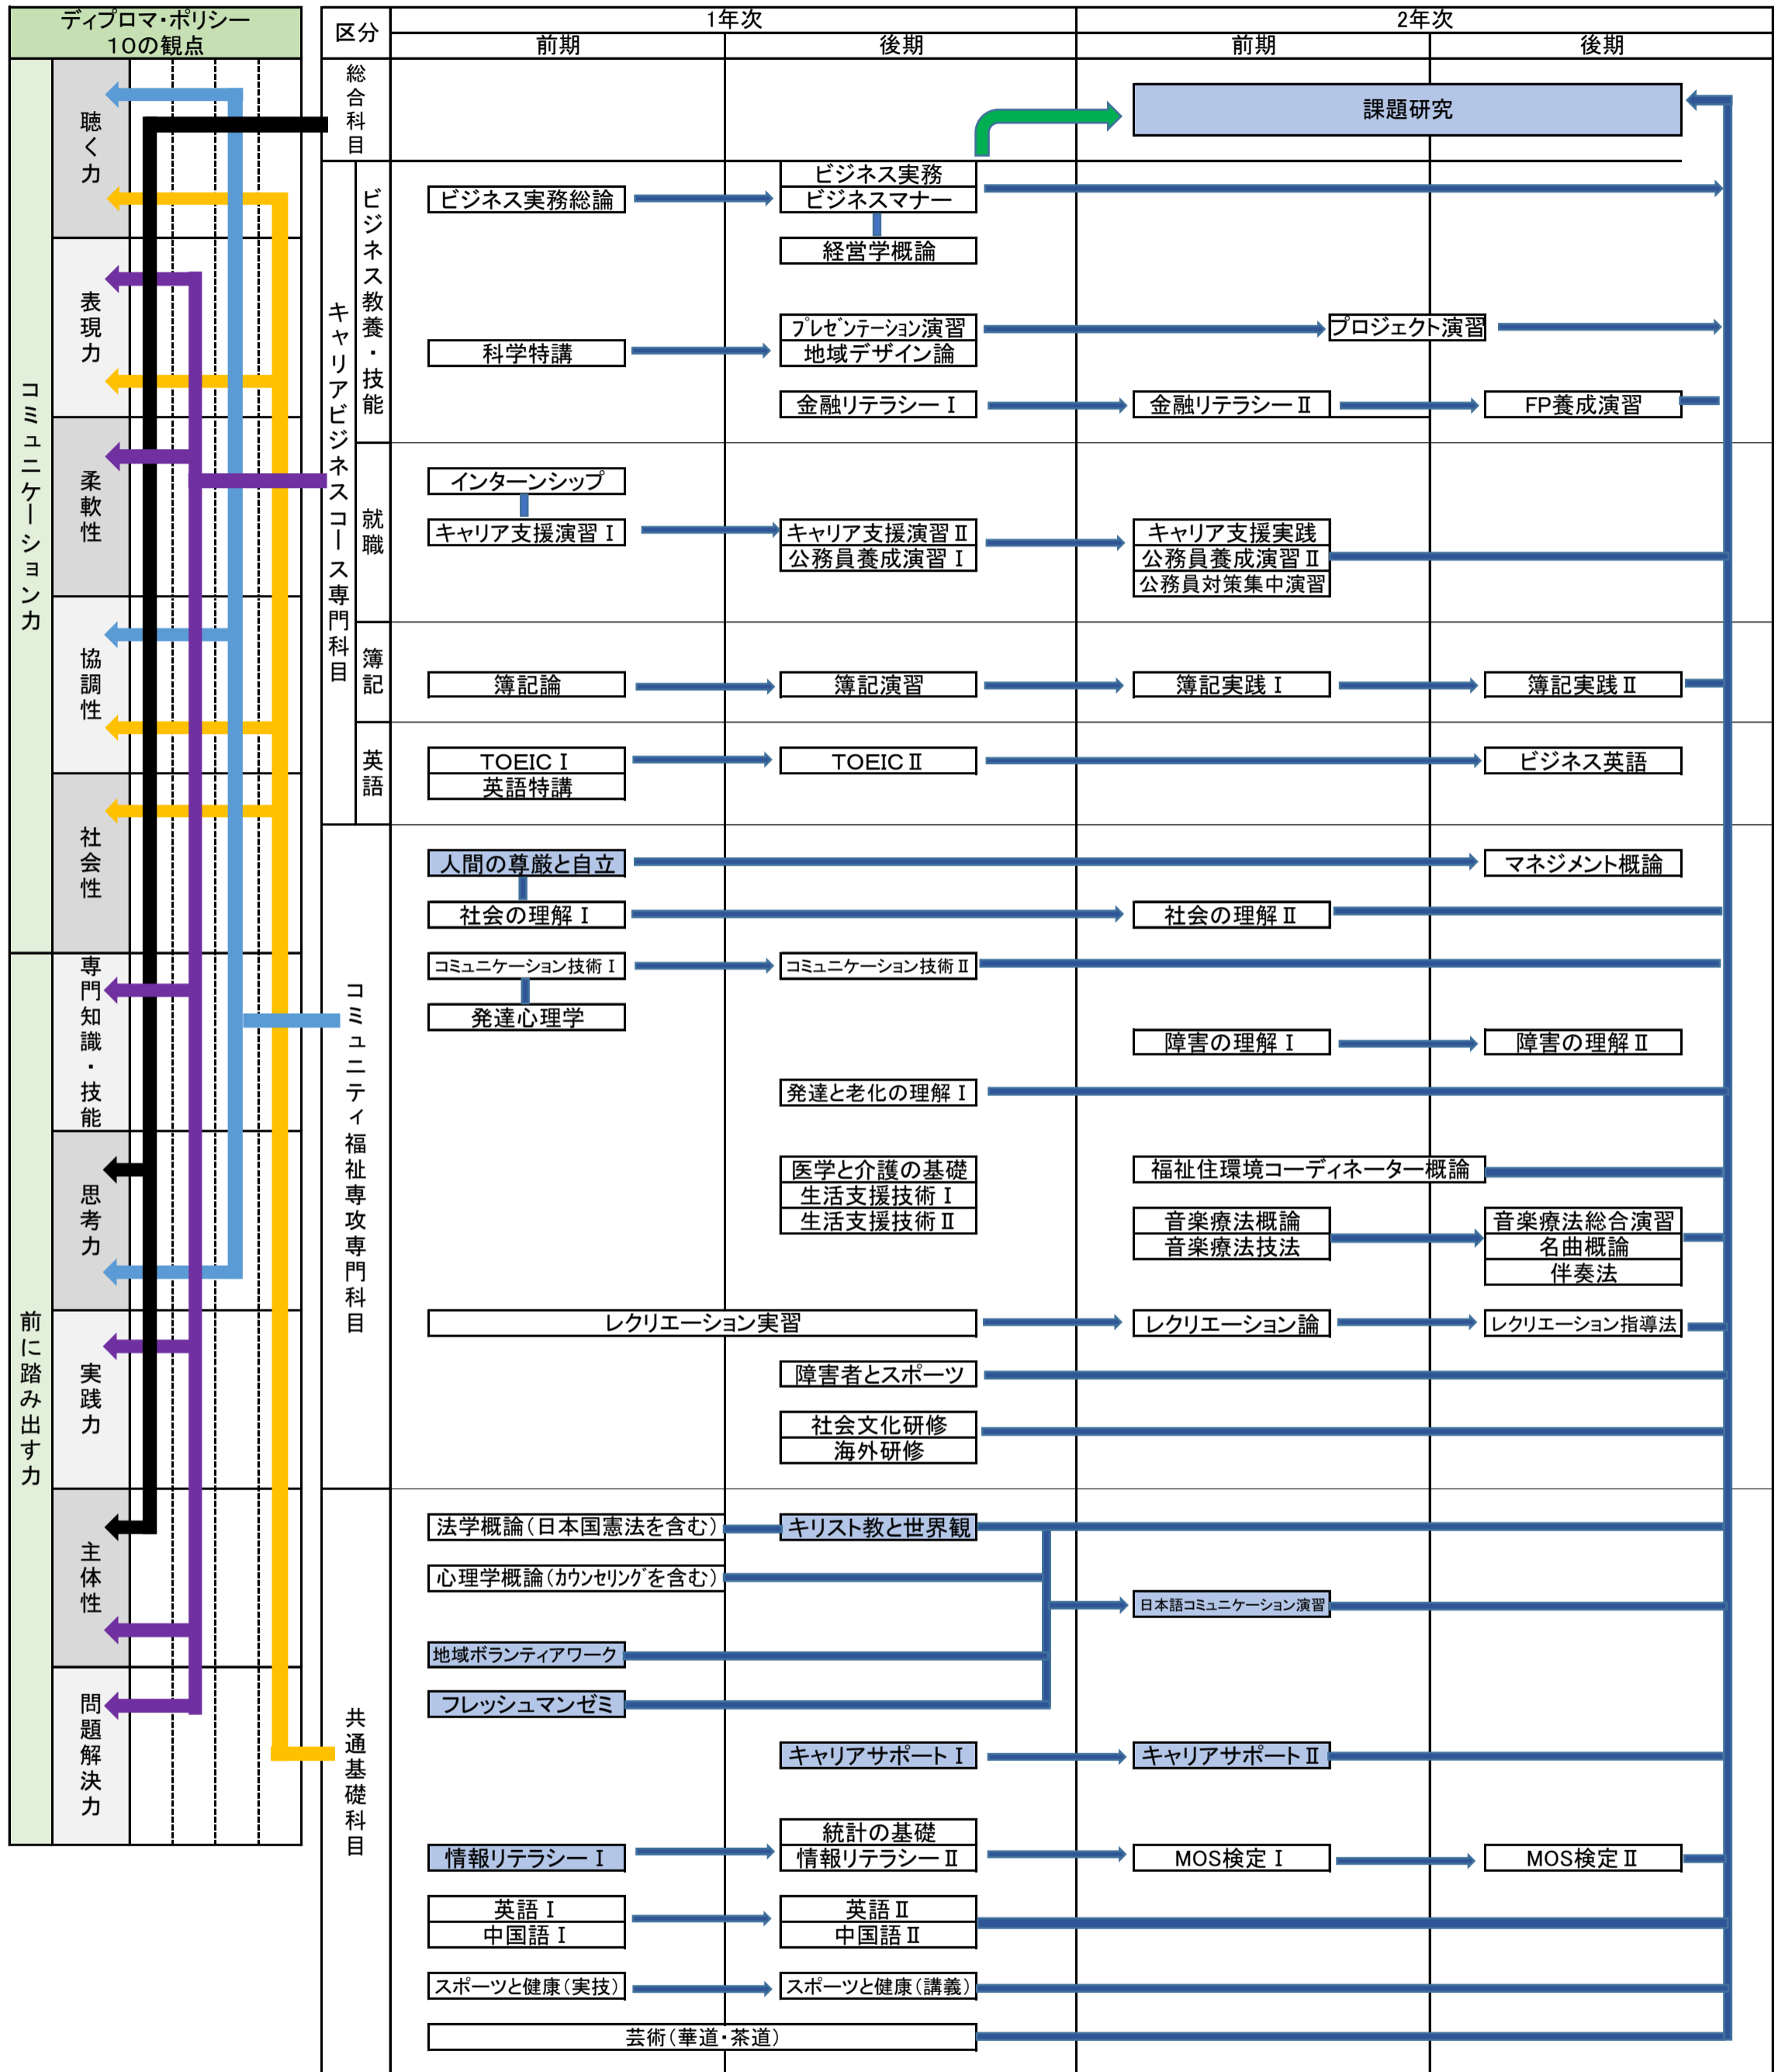 ディプロマ・ポリシー
10の観点
コミュニケーション力
聴く力
表現力
柔軟性
協調性
社会性
前に踏み出す力
専門知識・技能
思考力
実践力
主体性
問題解決力
区分
1年次
2年次
前期
後期
前期
後期
総合科目
課題研究
キャリアビジネスコース専門科目
ビジネス教養・技能
ビジネス実務総論
ビジネス実務
ビジネスマナー
経営学概論
科学特講
プレゼンテーション演習
地域デザイン論
プロジェクト演習
金融リテラシーⅠ
金融リテラシーⅡ
FP養成演習
就職
インターンシップ
キャリア支援演習Ⅰ
キャリア支援演習Ⅱ
公務員養成演習Ⅰ
キャリア支援実践
公務員養成演習Ⅱ
公務員対策集中演習
簿記
簿記論
簿記演習
簿記実践Ⅰ
簿記実践Ⅱ
英語
TOEICⅠ
英語特講
TOEICⅡ
ビジネス英語
コミュニティ福祉専攻専門科目
人間の尊厳と自立
マネジメント概論
社会の理解Ⅰ
社会の理解Ⅱ
コミュニケーション技術Ⅰ
コミュニケーション技術Ⅱ
発達心理学
障害の理解Ⅰ
障害の理解Ⅱ
発達と老化の理解Ⅰ
医学と介護の基礎
生活支援技術Ⅰ
生活支援技術Ⅱ
福祉住環境コーディネーター概論
音楽療法概論
音楽療法技法
音楽療法総合演習
名曲概論
伴奏法
レクリエーション実習
レクリエーション論
レクリエーション指導法
障害者とスポーツ
社会文化研修
海外研修
共通基礎科目
法学概論（日本国憲法を含む）
キリスト教と世界観
心理学概論（カウンセリングを含む）
日本語コミュニケーション演習
地域ボランティアワーク
フレッシュマンゼミ
キャリアサポートⅠ
キャリアサポートⅡ
情報リテラシーⅠ
統計の基礎
情報リテラシーⅡ
MOS検定Ⅰ
MOS検定Ⅱ
英語Ⅰ
中国語Ⅰ
英語Ⅱ
中国語Ⅱ
スポーツと健康（実技）
スポーツと健康（講義）
芸術（華道・茶道）